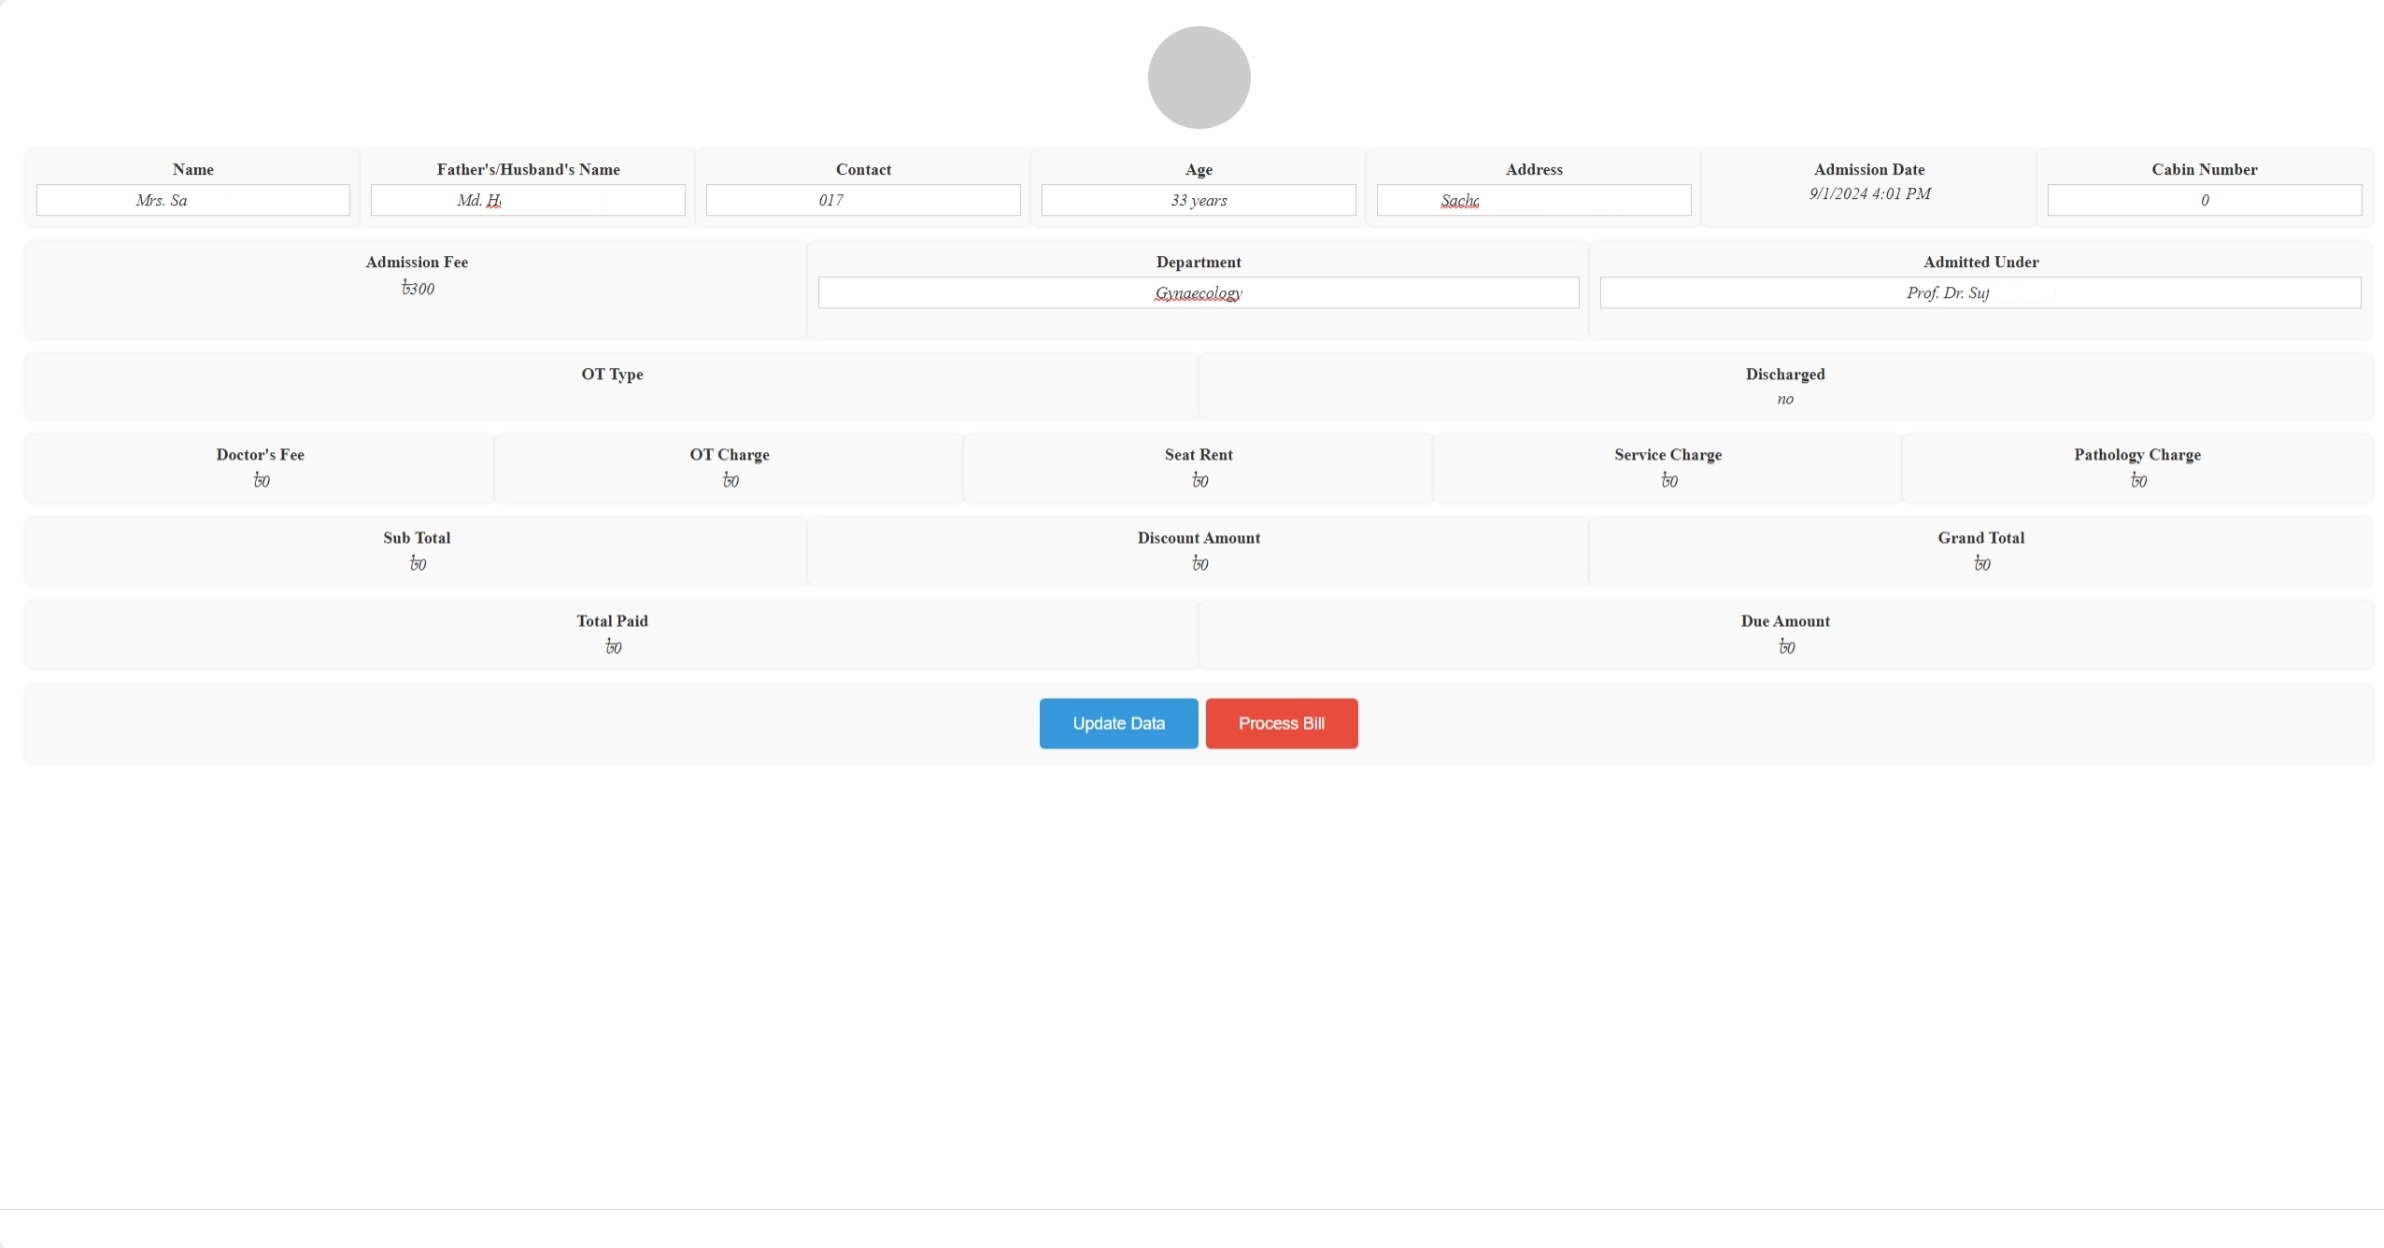 Name Father's/Husband's Name Contact Age Address Admission Date Cabin Number
Mrs. Sa Md. H 017 33 years Sacha 9/1/2024 4:01 PM 0
Admission Fee Department Admitted Under
৳300 Gynaecology Prof. Dr. Suf
OT Type Discharged
no
Doctor's Fee OT Charge Seat Rent Service Charge Pathology Charge
৳0 ৳0 ৳0 ৳0 ৳0
Sub Total Discount Amount Grand Total
৳0 ৳0 ৳0
Total Paid Due Amount
৳0 ৳0
Update Data Process Bill